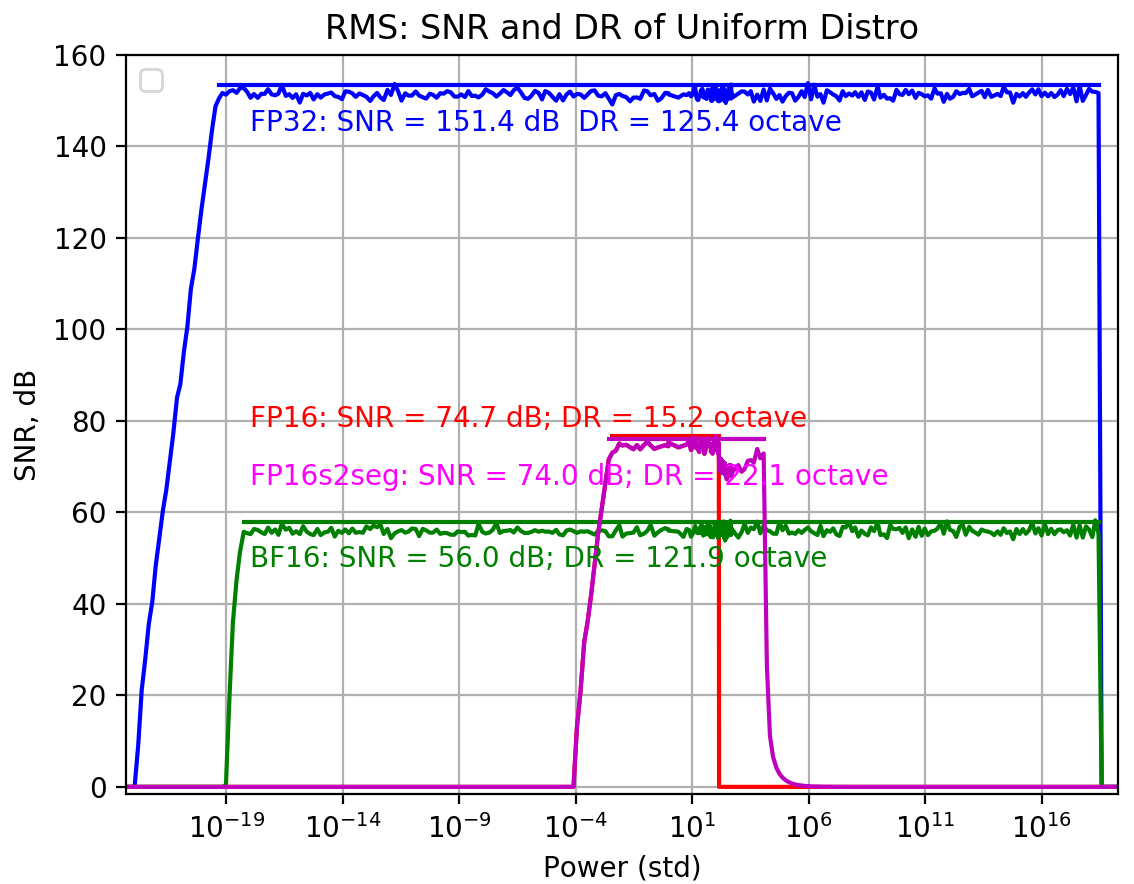 RMS: SNR and DR of Uniform Distro
160
FP32: SNR = 151.4 dB  DR = 125.4 octave
140
120
100
FP16: SNR = 74.7 dB; DR = 15.2 octave
80
FP16s2seg: SNR = 74.0 dB; DR = 22.1 octave
60
BF16: SNR = 56.0 dB; DR = 121.9 octave
40
20
0
SNR, dB
10⁻¹⁹ 10⁻¹⁴ 10⁻⁹ 10⁻⁴ 10¹ 10⁶ 10¹¹ 10¹⁶
Power (std)